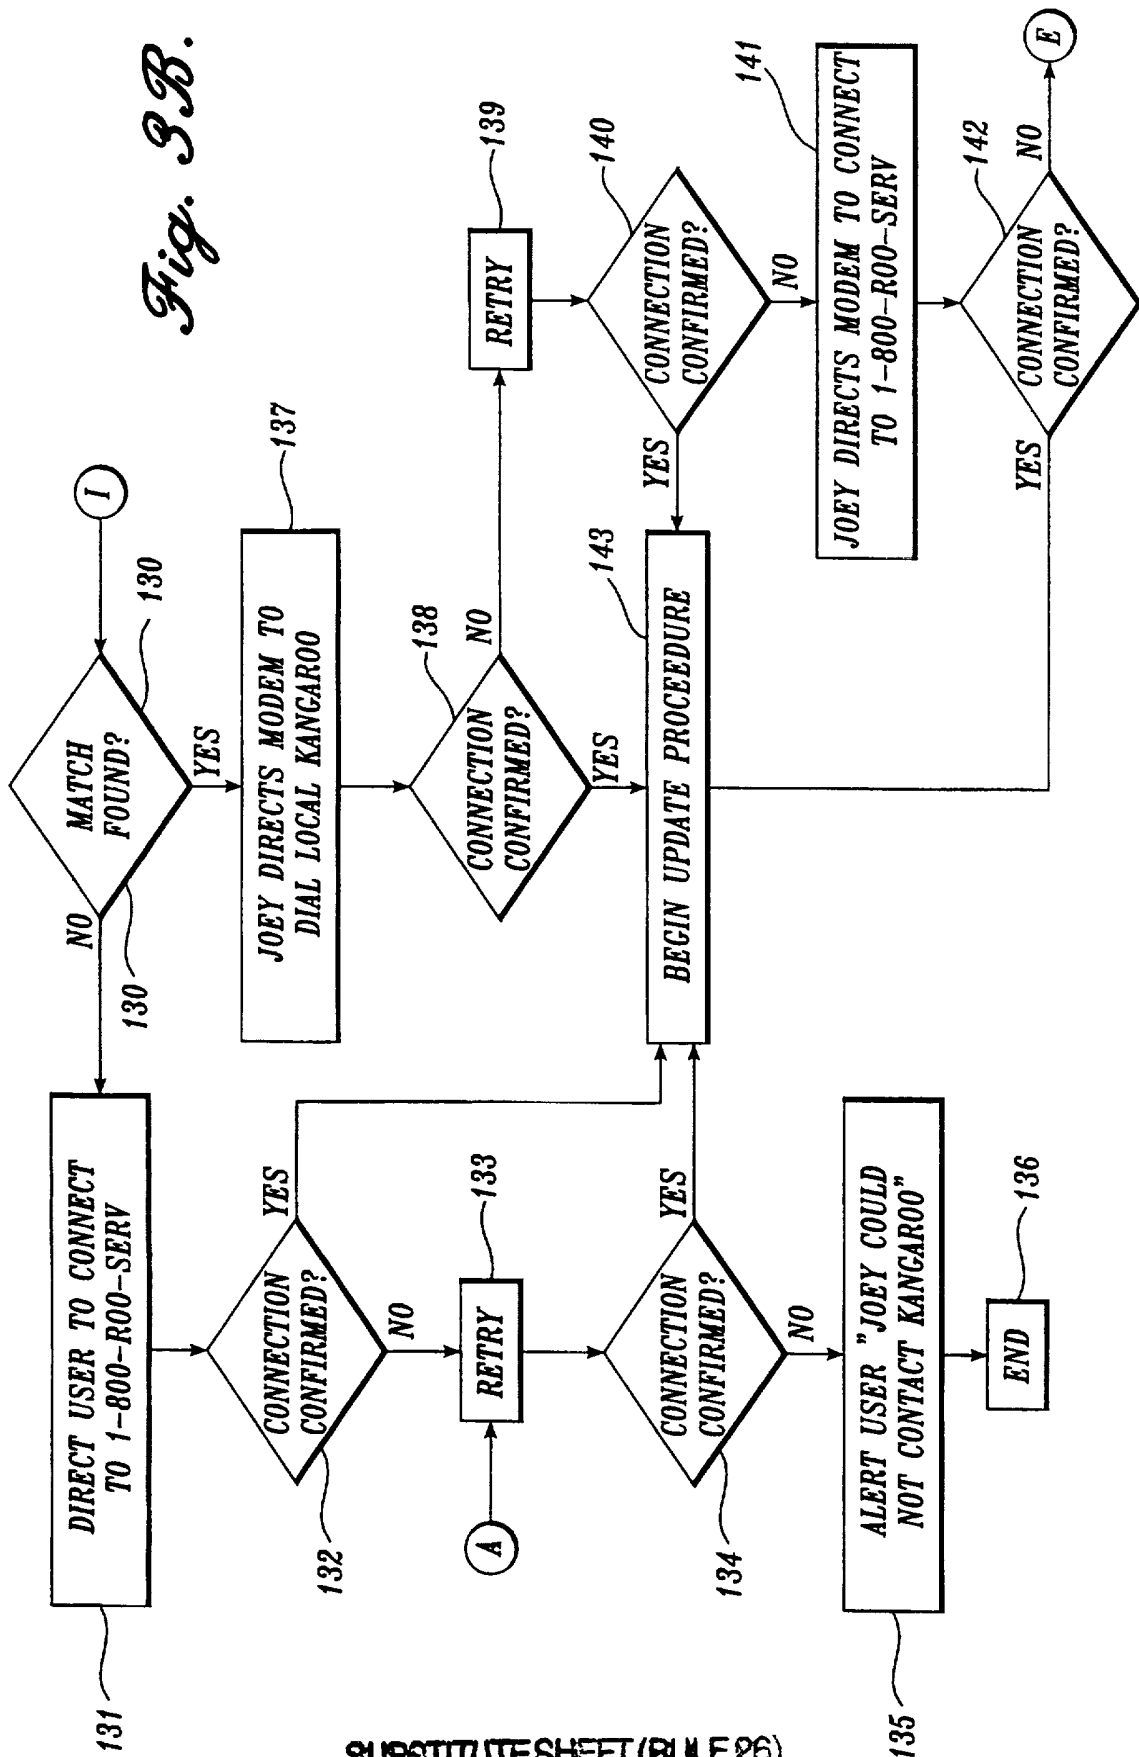 Fig. 3B.
I
MATCH
FOUND?
130
130
NO
YES
DIRECT USER TO CONNECT
TO 1-800-ROO-SERV
131
JOEY DIRECTS MODEM TO
DIAL LOCAL KANGAROO
137
CONNECTION
CONFIRMED?
132
YES
NO
CONNECTION
CONFIRMED?
138
NO
YES
RETRY
139
A
RETRY
133
CONNECTION
CONFIRMED?
140
YES
NO
CONNECTION
CONFIRMED?
134
YES
NO
BEGIN UPDATE PROCEEDURE
143
JOEY DIRECTS MODEM TO CONNECT
TO 1-800-ROO-SERV
141
ALERT USER "JOEY COULD
NOT CONTACT KANGAROO"
135
END
136
CONNECTION
CONFIRMED?
142
YES
NO
E
SUBSTITUTE SHEET (RULE 26)